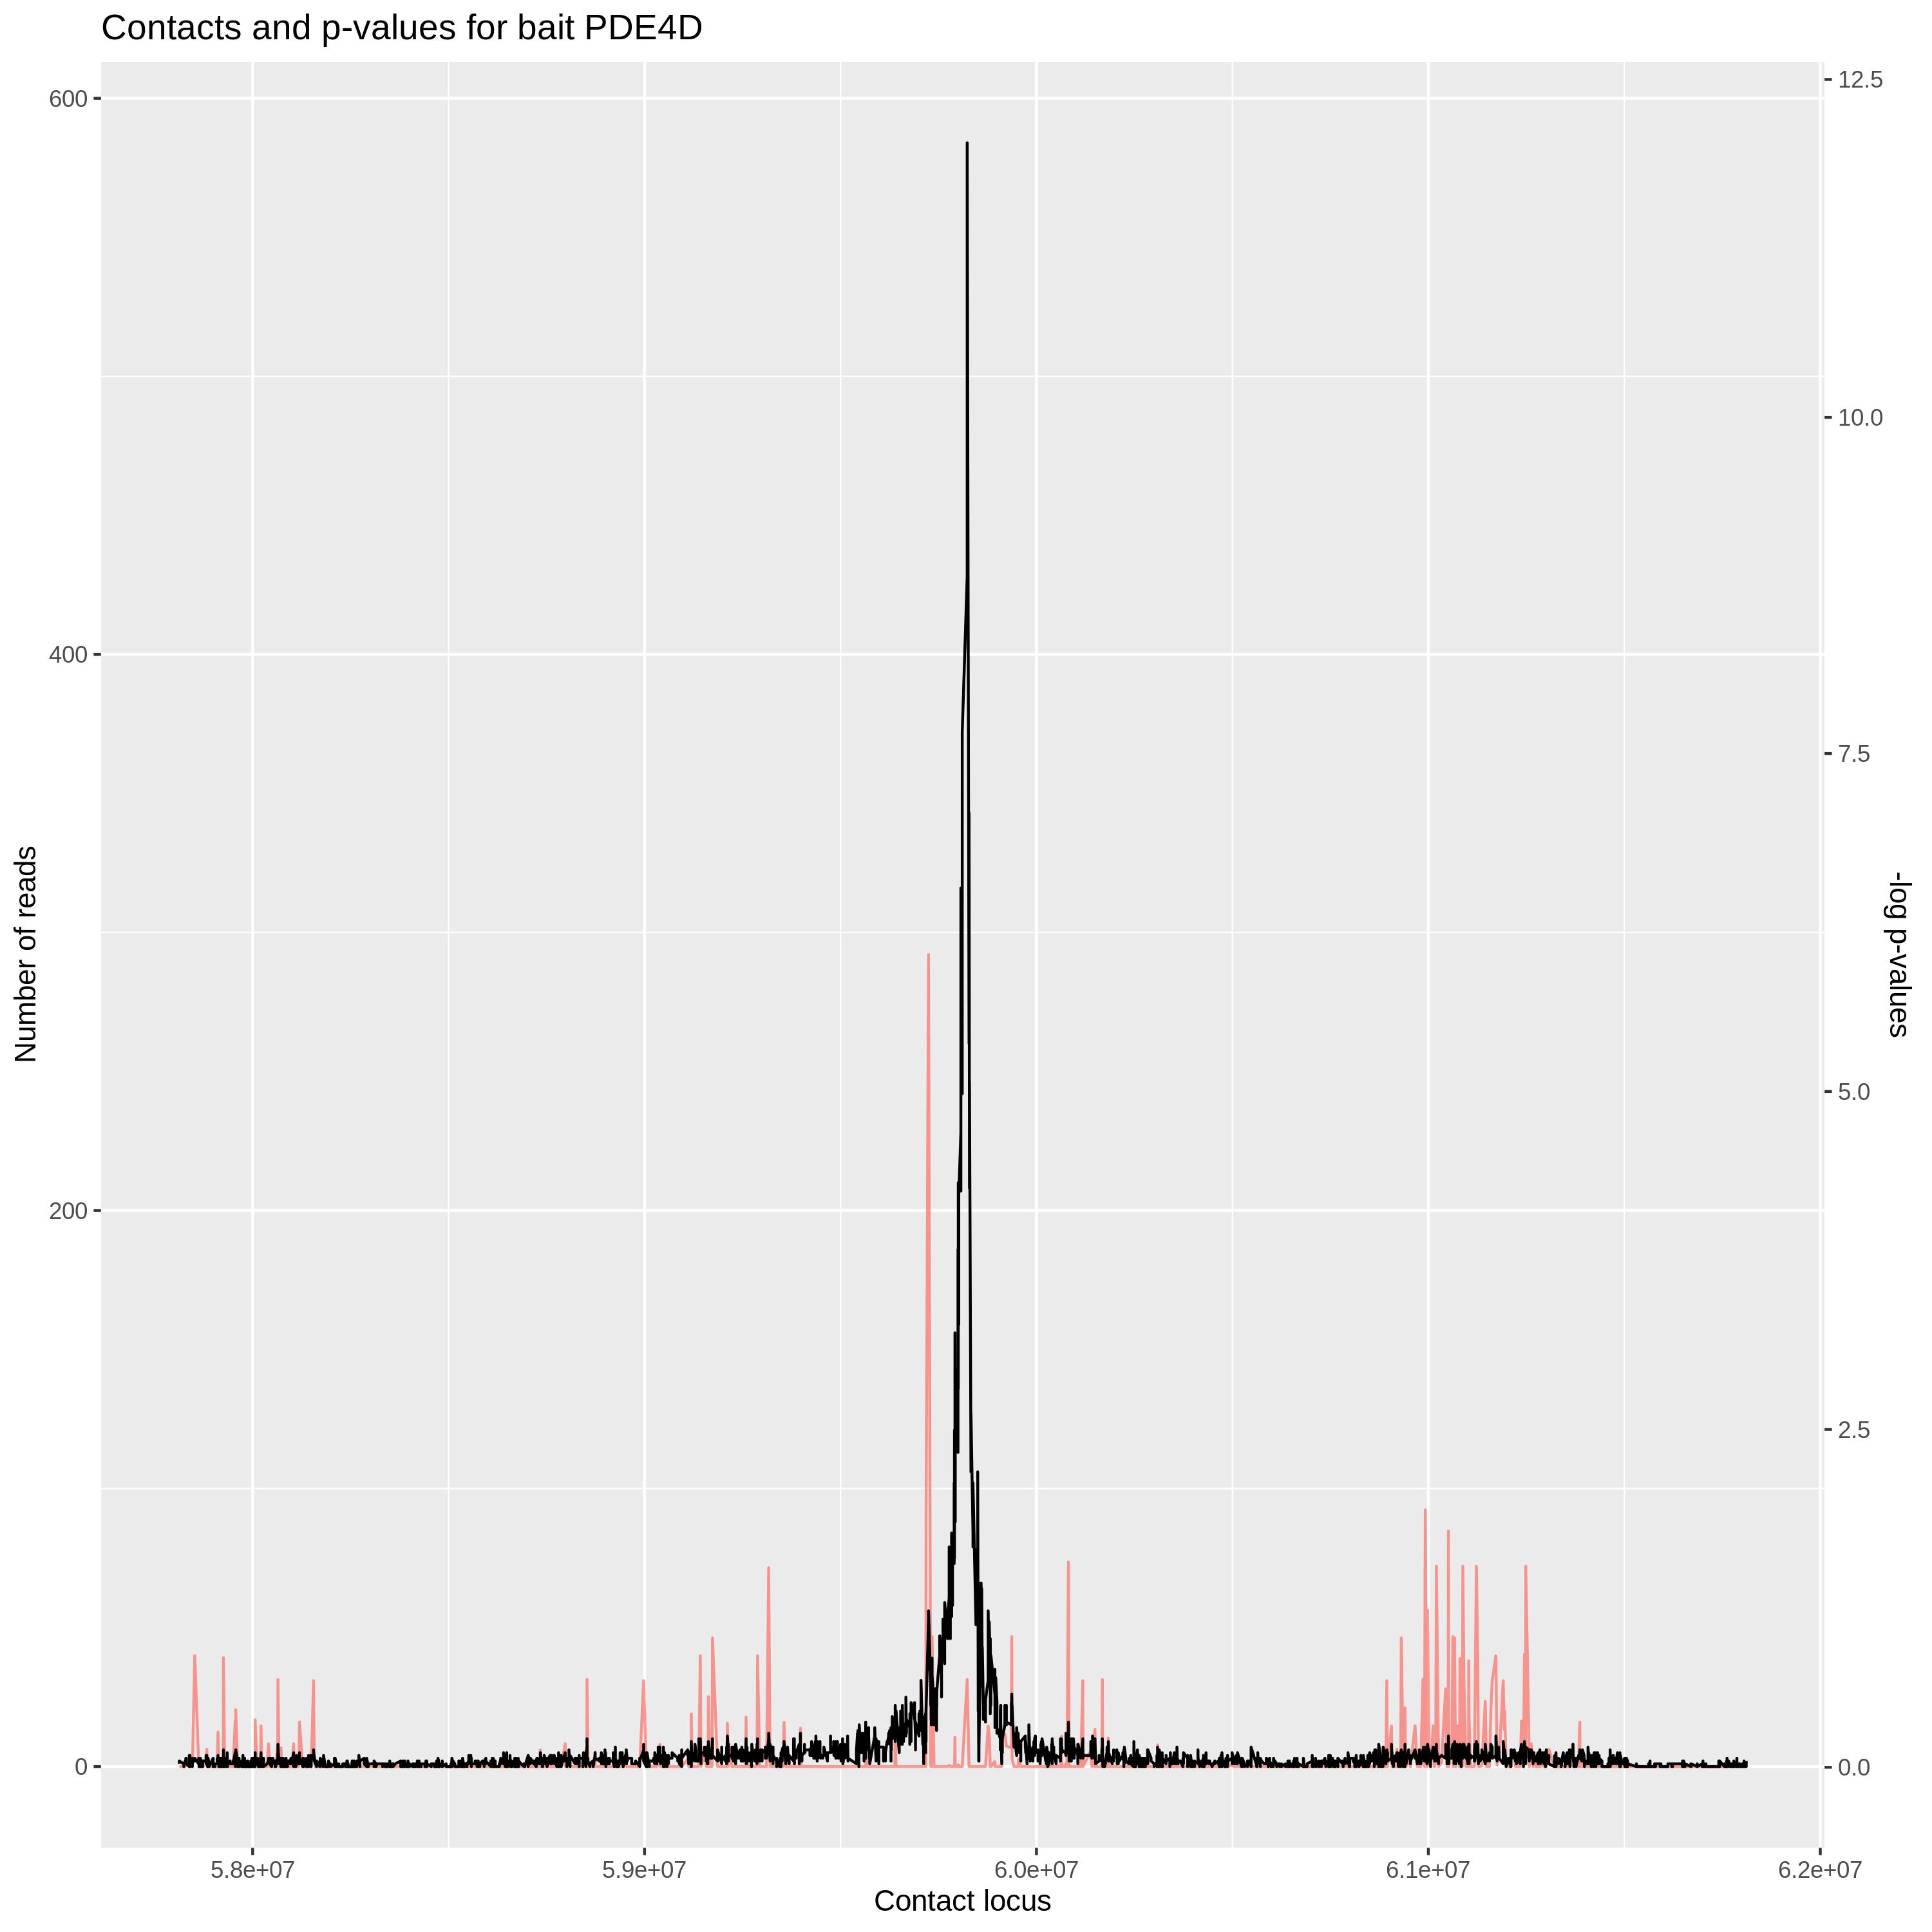 Contacts and p-values for bait PDE4D
600
400
200
0
Number of reads
12.5
10.0
7.5
5.0
2.5
0.0
-log p-values
5.8e+07
5.9e+07
6.0e+07
6.1e+07
6.2e+07
Contact locus